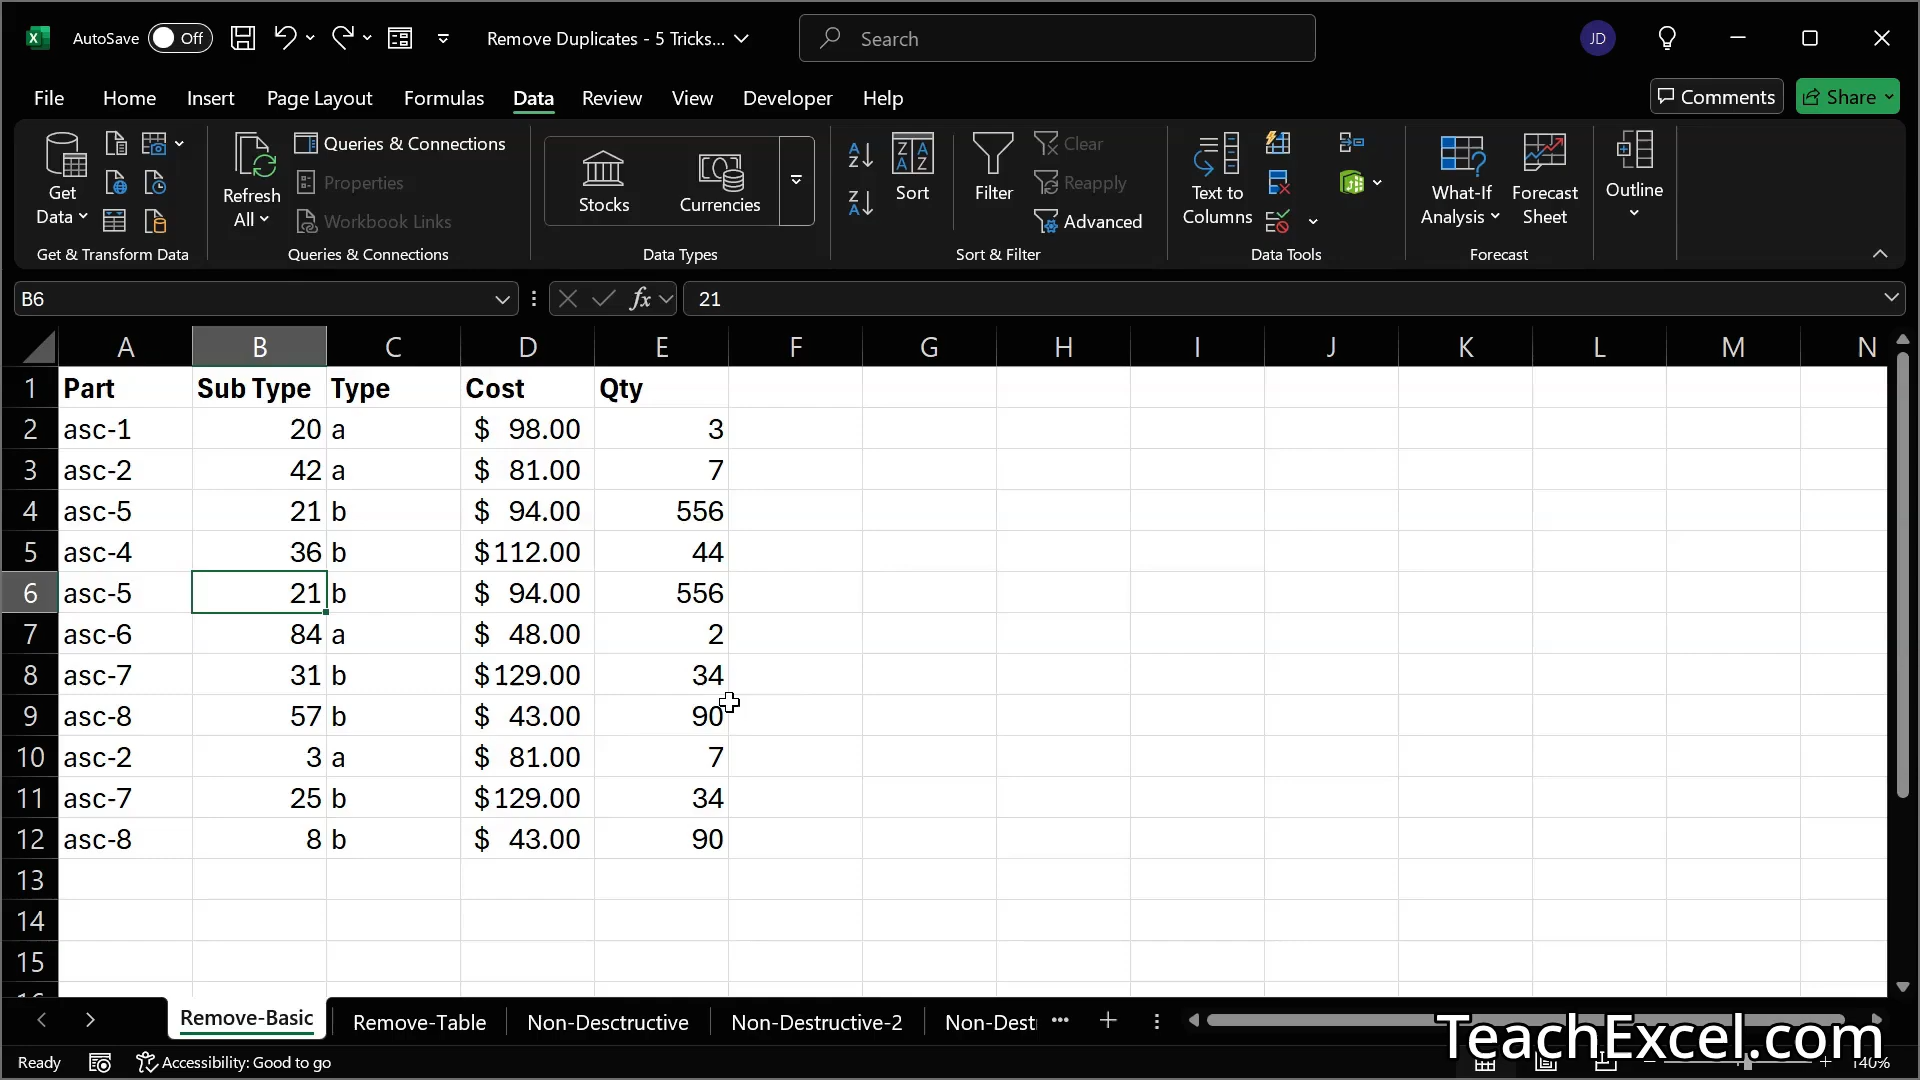 AutoSave Off Remove Duplicates - 5 Tricks... Search JD
File Home Insert Page Layout Formulas Data Review View Developer Help Comments Share
Get Data
Refresh All
Queries & Connections
Properties
Workbook Links
Stocks
Currencies
Sort
Filter
Clear
Reapply
Advanced
Text to Columns
What-If Analysis
Forecast Sheet
Outline
Get & Transform Data Queries & Connections Data Types Sort & Filter Data Tools Forecast
B6 fx 21
A B C D E F G H I J K L M N
1 Part Sub Type Type Cost Qty
2 asc-1 20 a $ 98.00 3
3 asc-2 42 a $ 81.00 7
4 asc-5 21 b $ 94.00 556
5 asc-4 36 b $112.00 44
6 asc-5 21 b $ 94.00 556
7 asc-6 84 a $ 48.00 2
8 asc-7 31 b $129.00 34
9 asc-8 57 b $ 43.00 90
10 asc-2 3 a $ 81.00 7
11 asc-7 25 b $129.00 34
12 asc-8 8 b $ 43.00 90
13
14
15
Remove-Basic Remove-Table Non-Desctructive Non-Destructive-2 Non-Dest
TeachExcel.com
Ready Accessibility: Good to go 140%